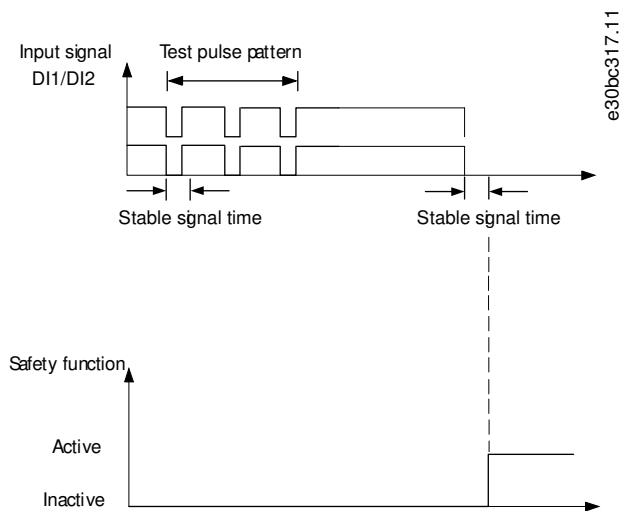 e30bc317.11
Input signal
DI1/DI2
Test pulse pattern
Stable signal time
Stable signal time
Safety function
Active
Inactive